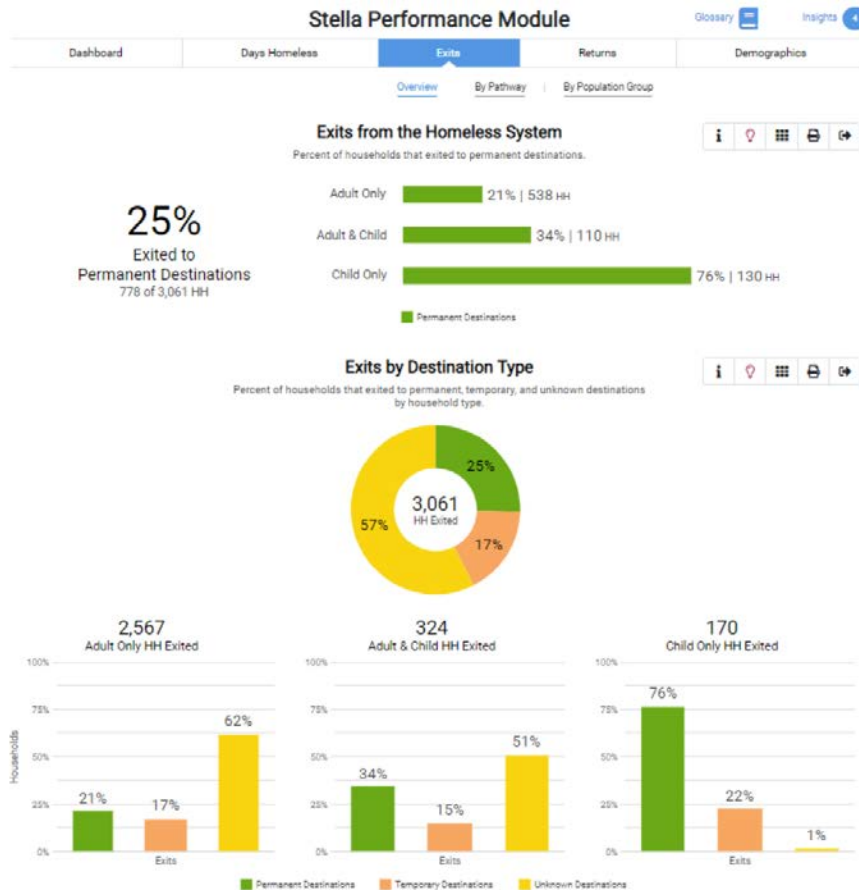 Stella Performance Module
Glossary
Insights 4
Dashboard Days Homeless Exits Returns Demographics
Overview By Pathway | By Population Group
Exits from the Homeless System
Percent of households that exited to permanent destinations.
25%
Exited to
Permanent Destinations
778 of 3,061 HH
Adult Only 21% | 538 HH
Adult & Child 34% | 110 HH
Child Only 76% | 130 HH
Permanent Destinations
Exits by Destination Type
Percent of households that exited to permanent, temporary, and unknown destinations
by household type.
25%
3,061
HH Exited
57%
17%
2,567
Adult Only HH Exited
100%
75%
50%
25%
0%
Households
21%
17%
62%
Exits
324
Adult & Child HH Exited
100%
75%
50%
25%
0%
34%
15%
51%
Exits
170
Child Only HH Exited
100%
75%
50%
25%
0%
76%
22%
1%
Exits
Permanent Destinations Temporary Destinations Unknown Destinations